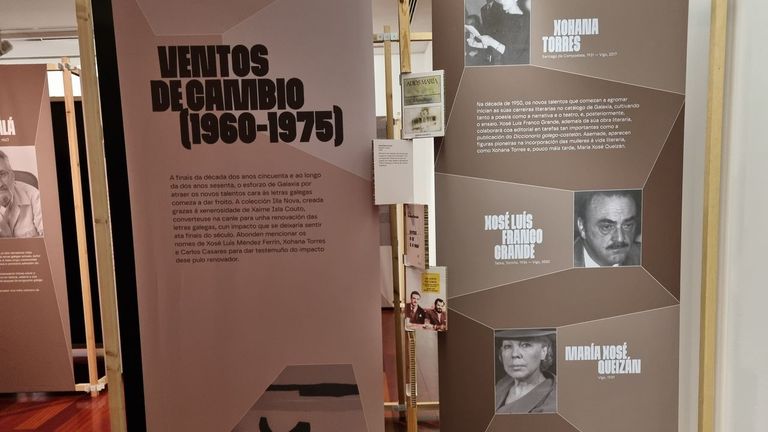 VENTOS
DE CAMBIO
(1960-1975)
A finais da década dos anos cincuenta e ao longo
da dos anos sesenta, o esforzo de Galaxia por
atraer os novos talentos cara ás letras galegas
comeza a dar froito. A colección Illa Nova, creada
grazas á xenerosidade de Xaime Isla Couto,
converteuse na canle para unha renovación das
letras galegas, cun impacto que se deixaría sentir
ata finais do século. Abonden mencionar os
nomes de Xosé Luís Méndez Ferrín, Xohana Torres
e Carlos Casares para dar testemuño do impacto
dese pulo renovador.
ADIOS MARÍA
XOHANA
TORRES
Santiago de Compostela, 1931 — Vigo, 2017
Na década de 1950, os novos talentos que comezan a agromar
inician as súas carreiras literarias no catálogo de Galaxia, cultivando
tanto a poesía como a narrativa e o teatro, e, posteriormente,
o ensaio. Xosé Luís Franco Grande, ademais da súa obra literaria,
colaborá coa editorial en tarefas tan importantes como a
publicación do Diccionario galego-castelán. Asemade, aparecen
figuras pioneiras na incorporación das mulleres á vida literaria,
como Xohana Torres e, pouco máis tarde, María Xosé Queizán.
XOSÉ LUÍS
FRANCO
GRANDE
MARÍA XOSÉ
QUEIZÁN
Vigo, 1939